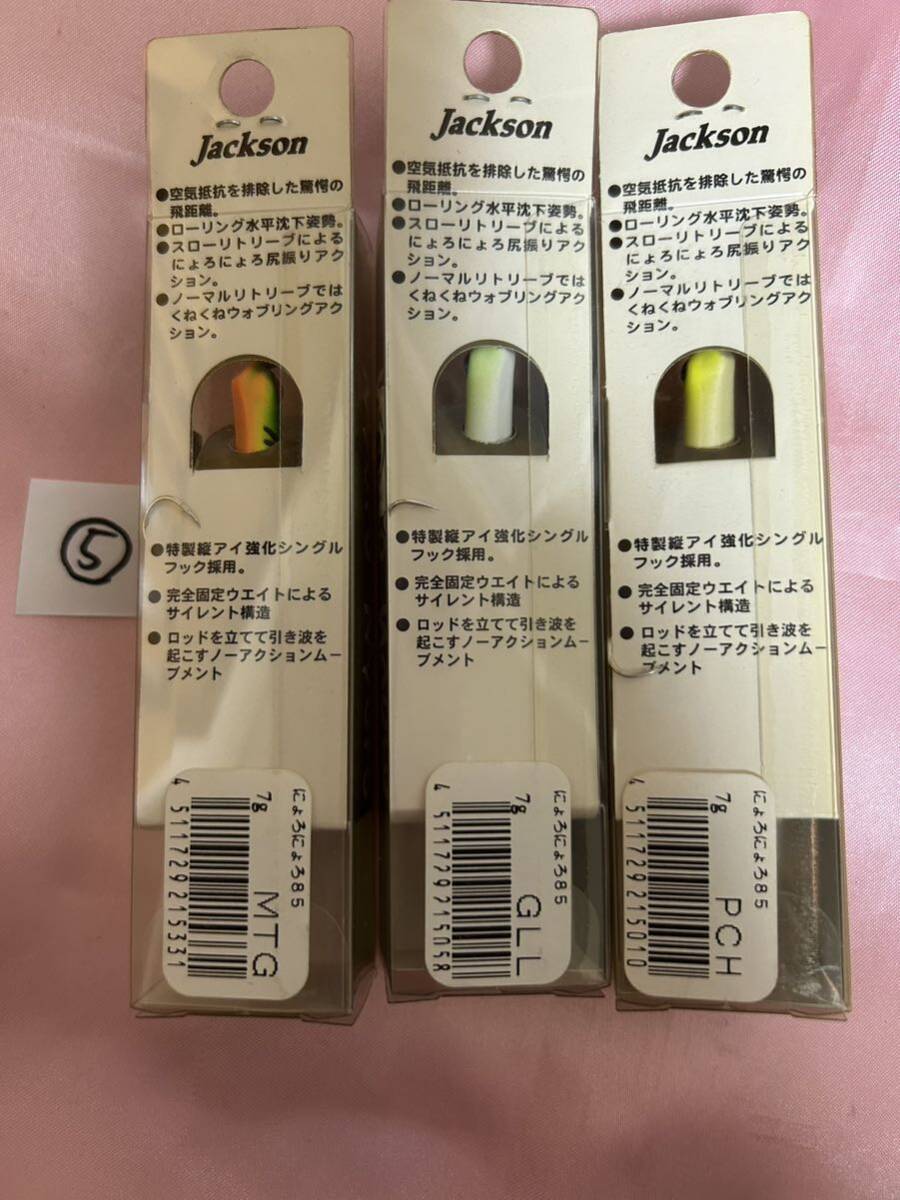 Jackson
●空気抵抗を排除した驚愕の
飛距離。
●ローリング水平沈下姿勢。
●スローリトリーブによる
にょろにょろ尻振りアク
ション。
●ノーマルリトリーブでは
くねくねウォブリングアク
ション。
●特製縦アイ強化シングル
フック採用。
●完全固定ウエイトによる
サイレント構造
●ロッドを立てて引き波を
起こすノーアクションムー
ブメント
にょろにょろ85
7g
MTG
4 511729 215331
Jackson
●空気抵抗を排除した驚愕の
飛距離。
●ローリング水平沈下姿勢。
●スローリトリーブによる
にょろにょろ尻振りアク
ション。
●ノーマルリトリーブでは
くねくねウォブリングアク
ション。
●特製縦アイ強化シングル
フック採用。
●完全固定ウエイトによる
サイレント構造
●ロッドを立てて引き波を
起こすノーアクションムー
ブメント
にょろにょろ85
7g
GLL
4 511729 215058
Jackson
●空気抵抗を排除した驚愕の
飛距離。
●ローリング水平沈下姿勢。
●スローリトリーブによる
にょろにょろ尻振りアク
ション。
●ノーマルリトリーブでは
くねくねウォブリングアク
ション。
●特製縦アイ強化シングル
フック採用。
●完全固定ウエイトによる
サイレント構造
●ロッドを立てて引き波を
起こすノーアクションムー
ブメント
にょろにょろ85
7g
PCH
4 511729 215010
⑤